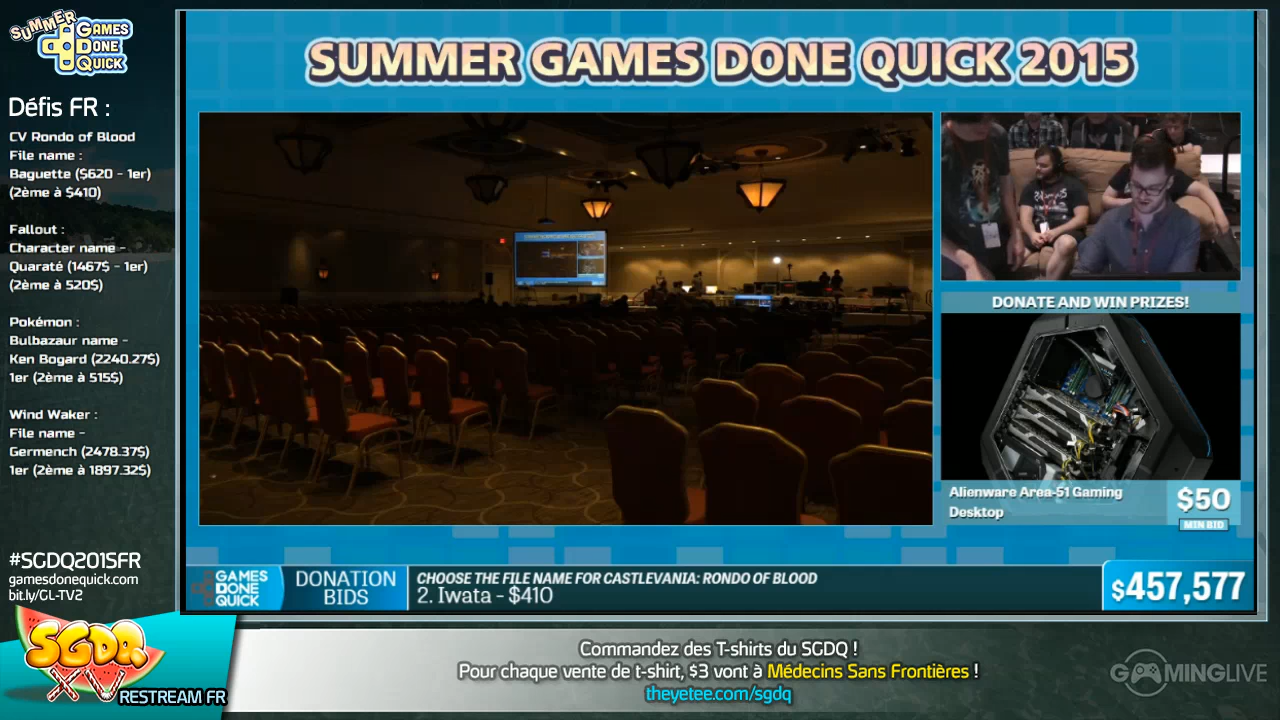 SUMMER
GAMES
DONE
QUICK
Défis FR :
CV Rondo of Blood
File name :
Baguette ($620 - 1er)
(2ème à $410)
Fallout :
Character name -
Quaraté (1467$ - 1er)
(2ème à 520$)
Pokémon :
Bulbazaur name -
Ken Bogard (2240.27$)
1er (2ème à 515$)
Wind Waker :
File name -
Germench (2478.37$)
1er (2ème à 1897.32$)
#SGDQ2015FR
gamesdonequick.com
bit.ly/GL-TV2
SGDQ
XV
RESTREAM FR
SUMMER GAMES DONE QUICK 2015
DONATE AND WIN PRIZES!
Alienware Area-51 Gaming
Desktop
$50
MIN BID
GAMES
DONE
QUICK
DONATION
BIDS
CHOOSE THE FILE NAME FOR CASTLEVANIA: RONDO OF BLOOD
2. Iwata - $410
$457,577
Commandez des T-shirts du SGDQ !
Pour chaque vente de t-shirt, $3 vont à Médecins Sans Frontières !
theyetee.com/sgdq
GAMINGLIVE